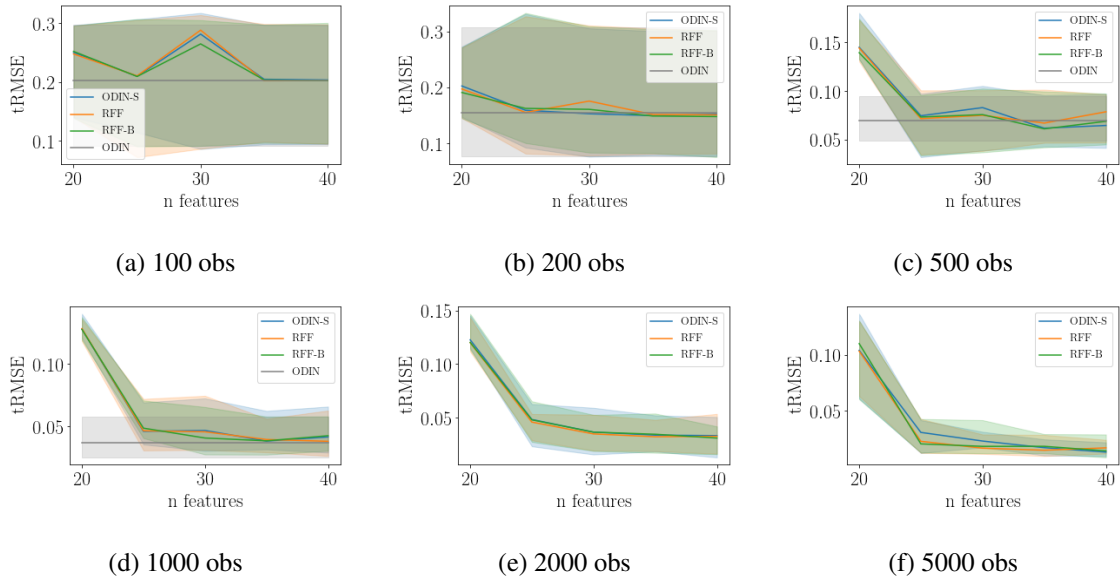 0.3
0.2
0.1
tRMSE
ODIN-S
RFF
RFF-B
ODIN
20
30
40
n features
(a) 100 obs
0.3
0.2
0.1
tRMSE
ODIN-S
RFF
RFF-B
ODIN
20
30
40
n features
(b) 200 obs
0.15
0.10
0.05
tRMSE
ODIN-S
RFF
RFF-B
ODIN
20
30
40
n features
(c) 500 obs
0.10
0.05
tRMSE
ODIN-S
RFF
RFF-B
ODIN
20
30
40
n features
(d) 1000 obs
0.15
0.10
0.05
tRMSE
ODIN-S
RFF
RFF-B
20
30
40
n features
(e) 2000 obs
0.10
0.05
tRMSE
ODIN-S
RFF
RFF-B
20
30
40
n features
(f) 5000 obs